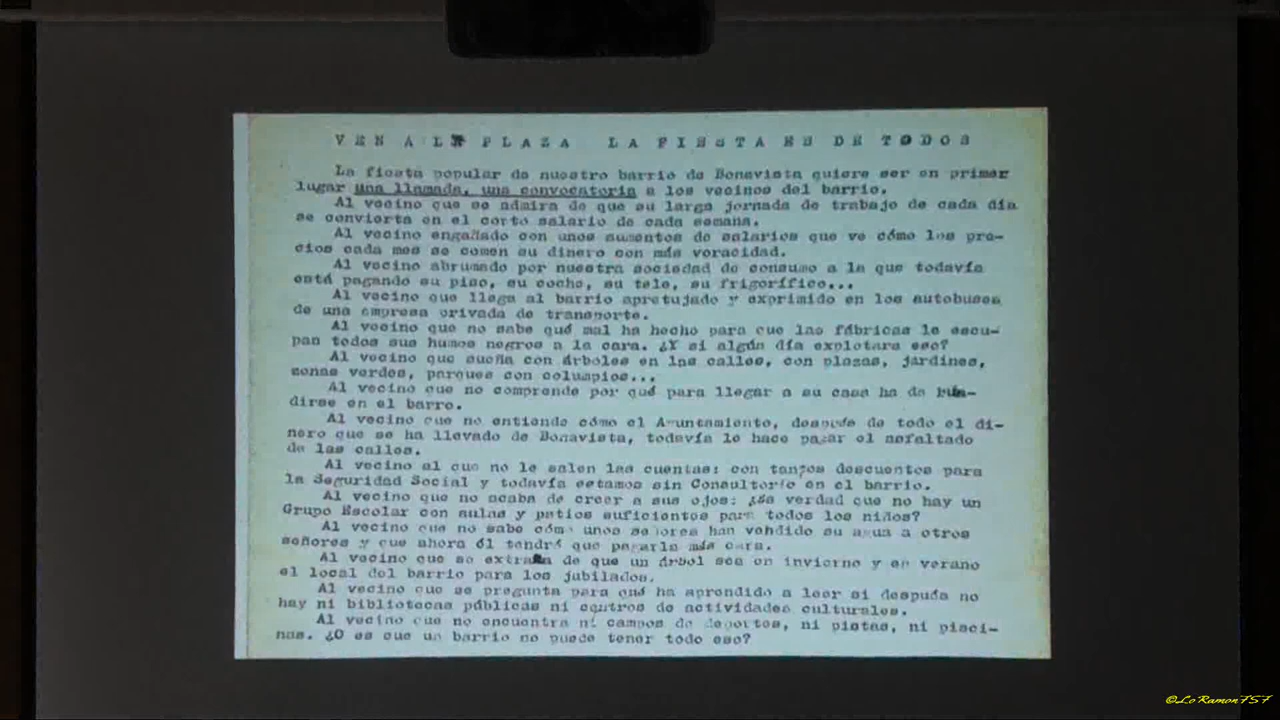 VEN A LA PLAZA LA FIESTA ES DE TODOS
La fiesta popular de nuestro barrio de Bonavista quiere ser en primer
lugar una llamada, una convocatoria a los vecinos del barrio.
Al vecino que se admira de que su larga jornada de trabajo de cada día
se convierta en el corto salario de cada semana.
Al vecino engañado con unos aumentos de salarios que ve cómo los pre-
cios cada mes se comen su dinero con más voracidad.
Al vecino abrumado por nuestra sociedad de consumo a la que todavía
está pagando su piso, su coche, su tele, su frigorífico...
Al vecino que llega al barrio apretujado y exprimido en los autobuses
de una empresa privada de transporte.
Al vecino que no sabe qué mal ha hecho para que las fábricas le escu-
pan todos sus humos negros a la cara. ¿Y si algún día explotara eso?
Al vecino que sueña con árboles en las calles, con plazas, jardines,
zonas verdes, parques con columpios...
Al vecino que no comprende por qué para llegar a su casa ha de hun-
dirse en el barro.
Al vecino que no entiende cómo el Ayuntamiento, después de todo el di-
nero que se ha llevado de Bonavista, todavía le hace pagar el asfaltado
de las calles.
Al vecino al que no le salen las cuentas: con tantos descuentos para
la Seguridad Social y todavía estamos sin Consultorio en el barrio.
Al vecino que no acaba de creer a sus ojos: ¿Es verdad que no hay un
Grupo Escolar con aulas y patios suficientes para todos los niños?
Al vecino que no sabe cómo unos señores han vendido su agua a otros
señores y que ahora él tendrá que pagarla más cara.
Al vecino que se extraña de que un árbol sea en invierno y en verano
el local del barrio para los jubilados.
Al vecino que se pregunta para qué ha aprendido a leer si después no
hay ni bibliotecas públicas ni centros de actividades culturales.
Al vecino que no encuentra ni campos de deportes, ni pistas, ni pisci-
nas. ¿O es que un barrio no puede tener todo eso?
©LoRamon757